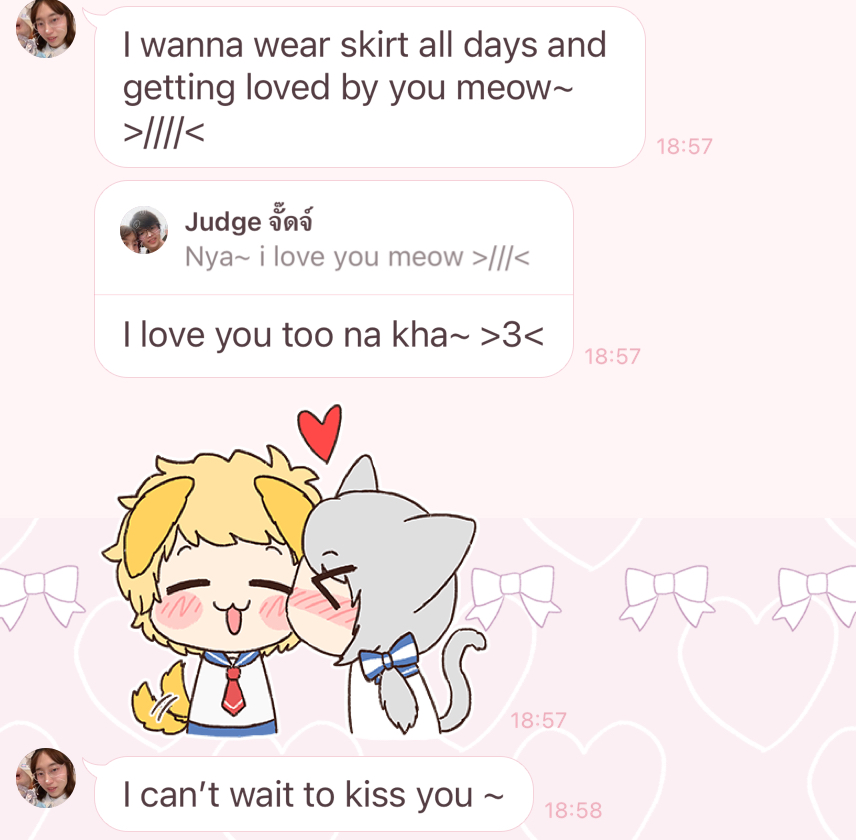 I wanna wear skirt all days and
getting loved by you meow~
>////<
18:57
Judge จั๊ดจ์
Nya~ i love you meow >///<
I love you too na kha~ >3<
18:57
18:57
I can't wait to kiss you ~
18:58